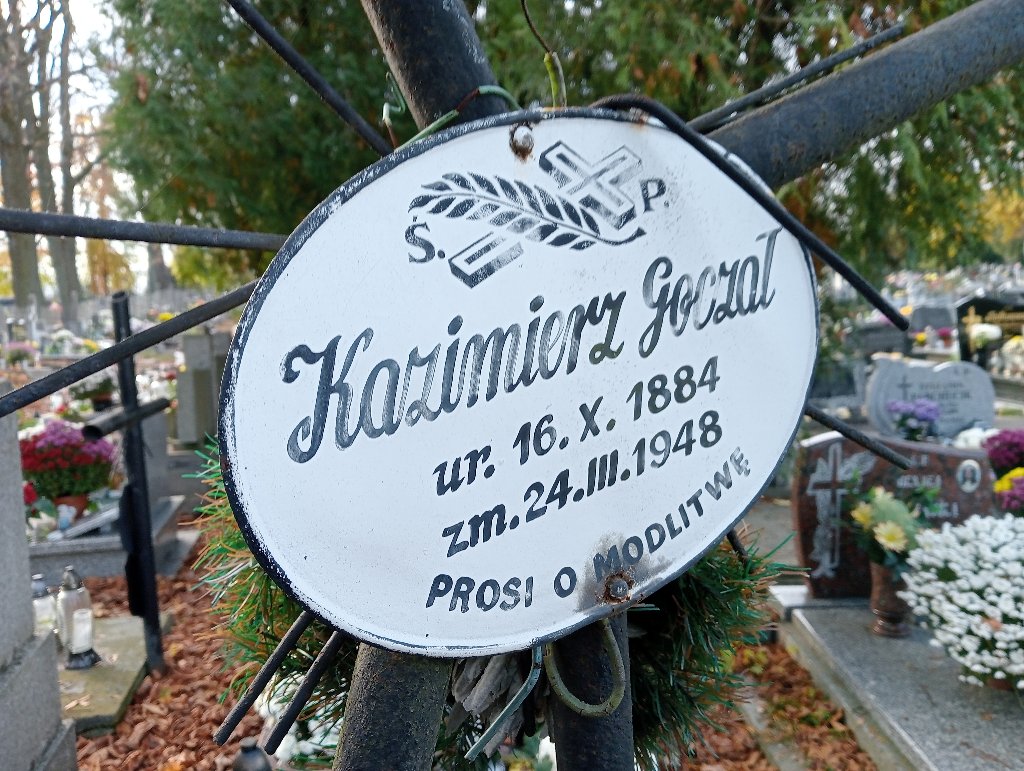 Ś. P.
Kazimierz Goczał
ur. 16. X. 1884
zm. 24. III. 1948
PROSI O MODLITWĘ